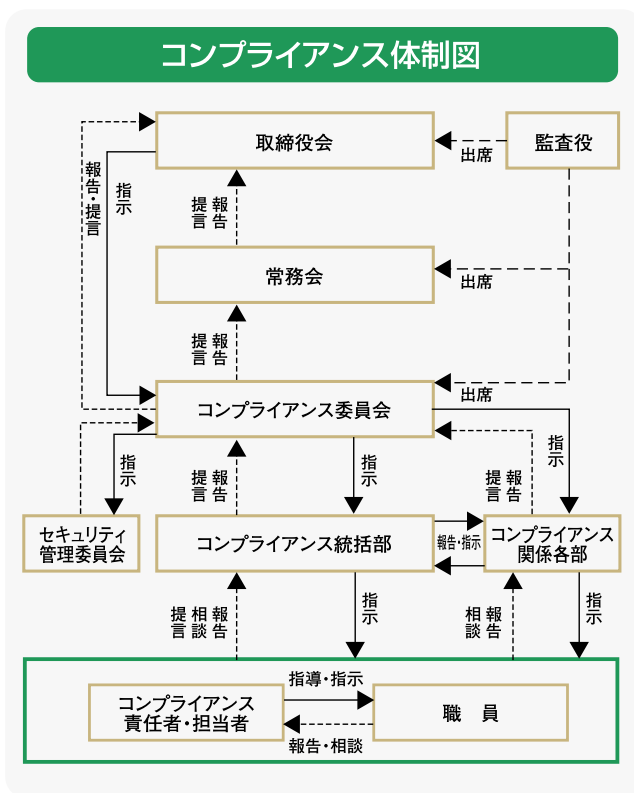 コンプライアンス体制図
取締役会
監査役
出席
報告・提言
指示
報告
提言
常務会
出席
報告
提言
コンプライアンス委員会
出席
指示
報告
提言
指示
報告
提言
指示
セキュリティ
管理委員会
コンプライアンス統括部
報告・指示
コンプライアンス
関係各部
報告
相談
提言
指示
報告
相談
指示
コンプライアンス
責任者・担当者
指導・指示
報告・相談
職　員